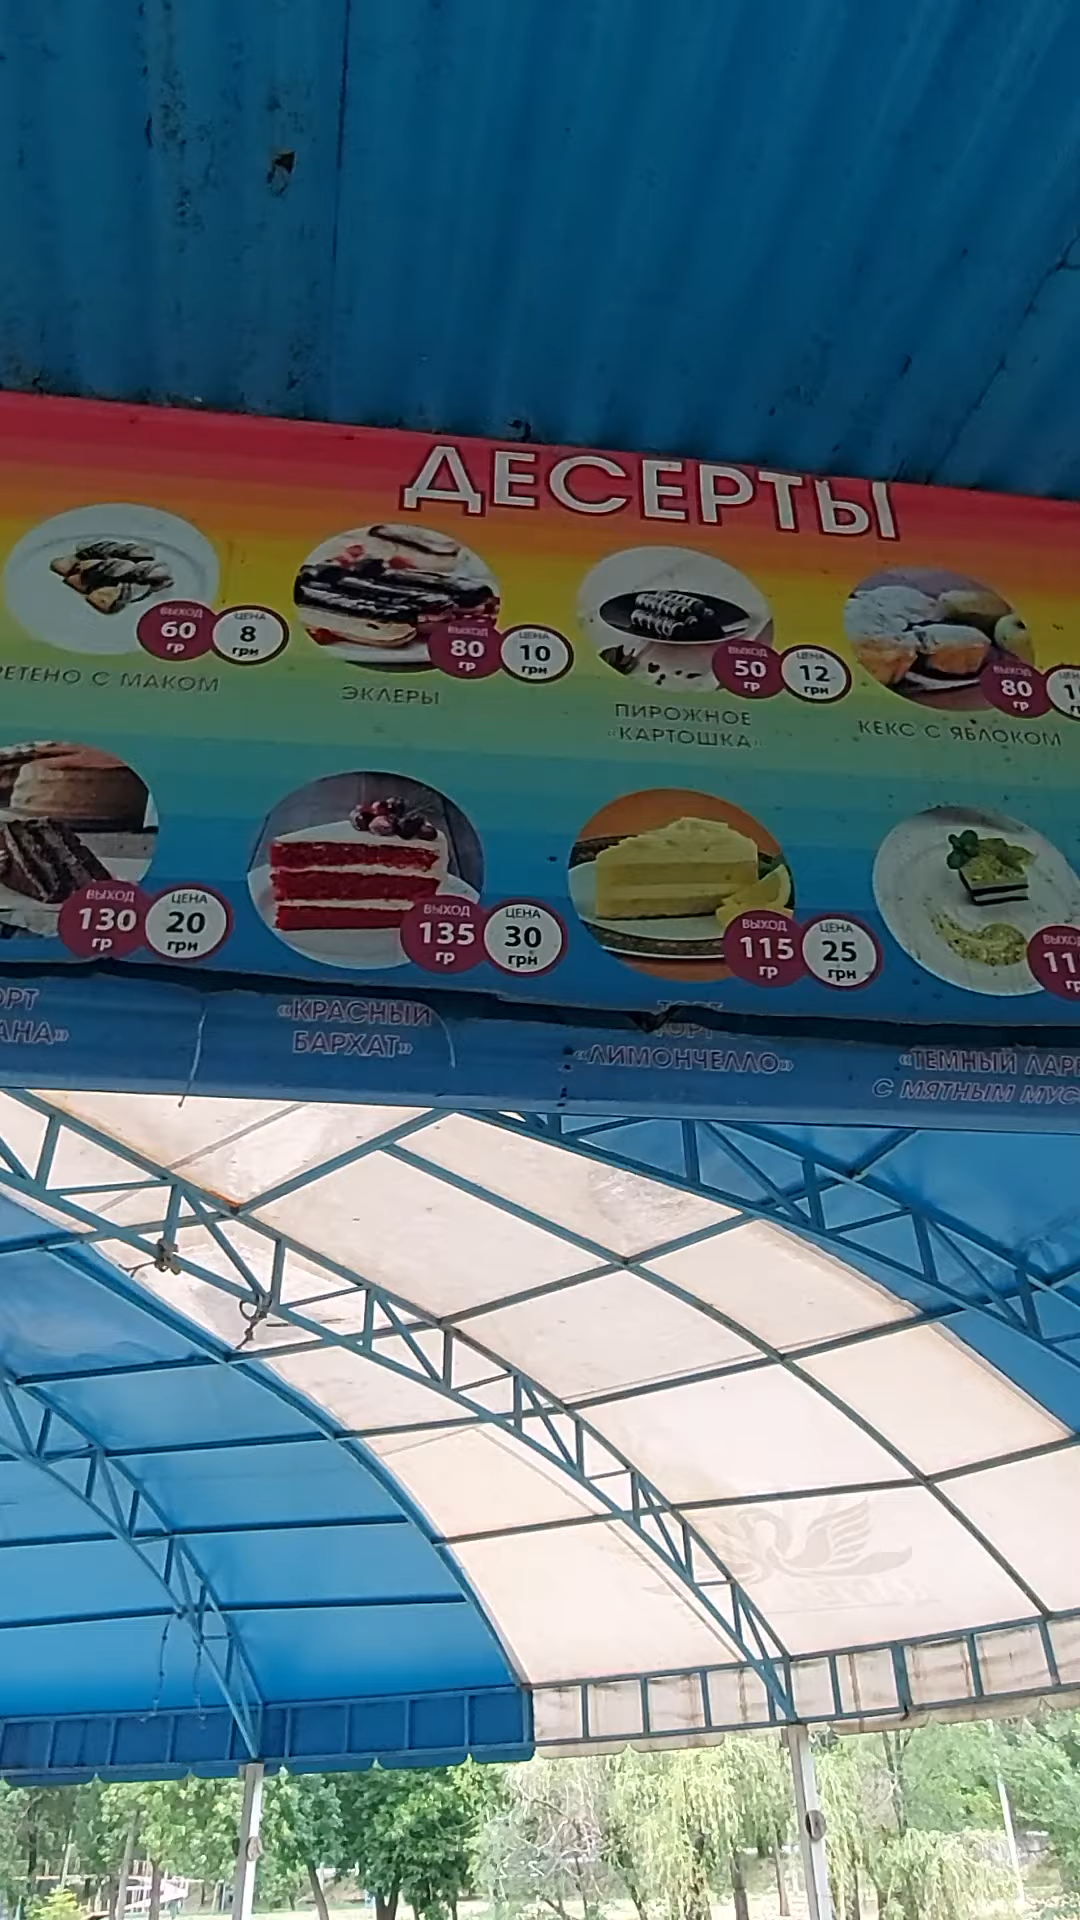 ДЕСЕРТЫ
ВЫХОД
60
гр
ЦЕНА
8
грн
РЕТЕНО С МАКОМ
ВЫХОД
80
гр
ЦЕНА
10
грн
ЭКЛЕРЫ
ВЫХОД
50
гр
ЦЕНА
12
грн
ПИРОЖНОЕ
«КАРТОШКА»
ВЫХОД
80
гр
КЕКС С ЯБЛОКОМ
ВЫХОД
130
гр
ЦЕНА
20
грн
ОРТ
АНА»
ВЫХОД
135
гр
ЦЕНА
30
грн
«КРАСНЫЙ
БАРХАТ»
ВЫХОД
115
гр
ЦЕНА
25
грн
ТОРТ
«ЛИМОНЧЕЛЛО»
ВЫХОД
11
гр
«ТЕМНЫЙ ЛАР
С МЯТНЫМ МУС